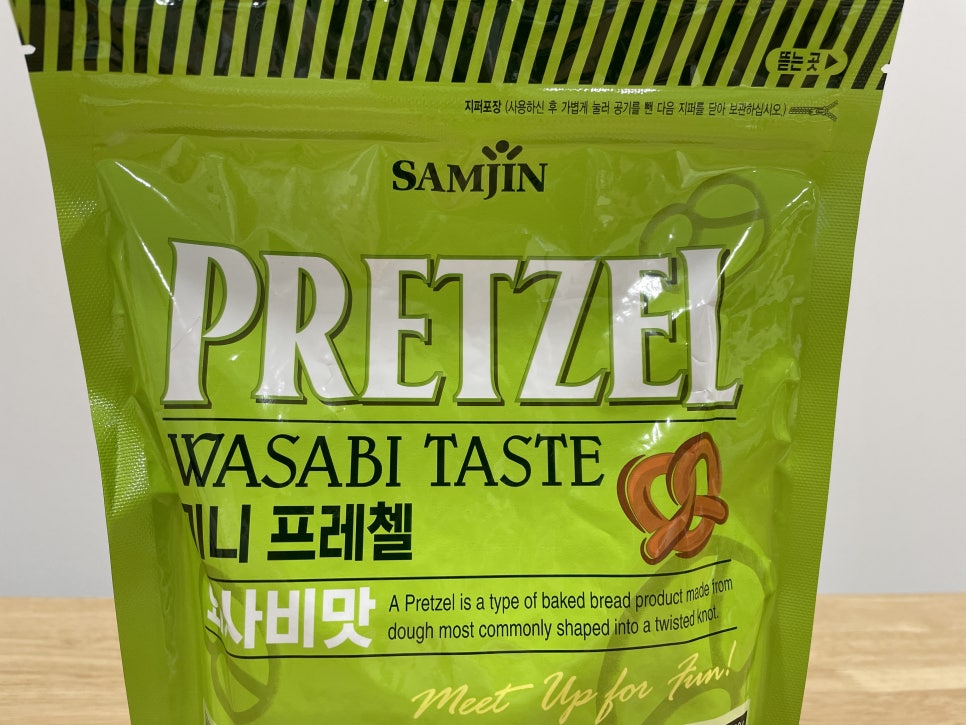 뜯는곳
지퍼포장 (사용하신 후 가볍게 눌러 공기를 뺀 다음 지퍼를 닫아 보관하십시오.)
SAMJIN
PRETZEL
WASABI TASTE
미니 프레첼
와사비맛
A Pretzel is a type of baked bread product made from
dough most commonly shaped into a twisted knot.
Meet Up for Fun!